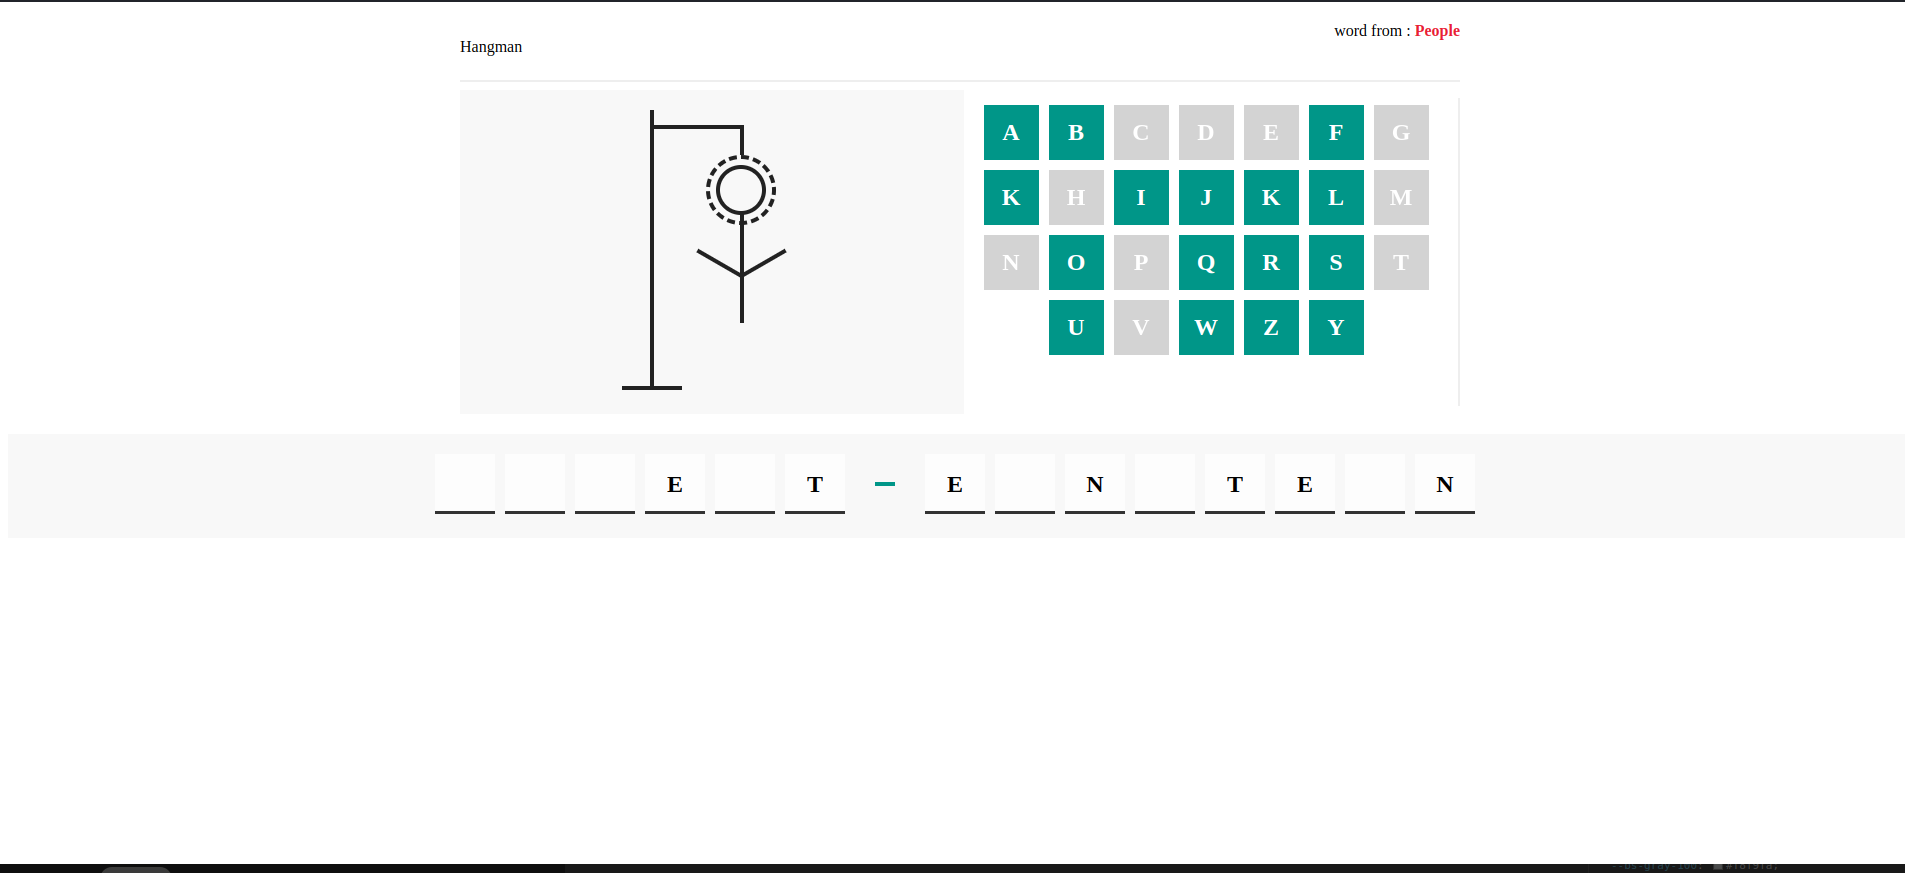 word from : People
Hangman
A B C D E F G
K H I J K L M
N O P Q R S T
U V W Z Y
E T - E N T E N